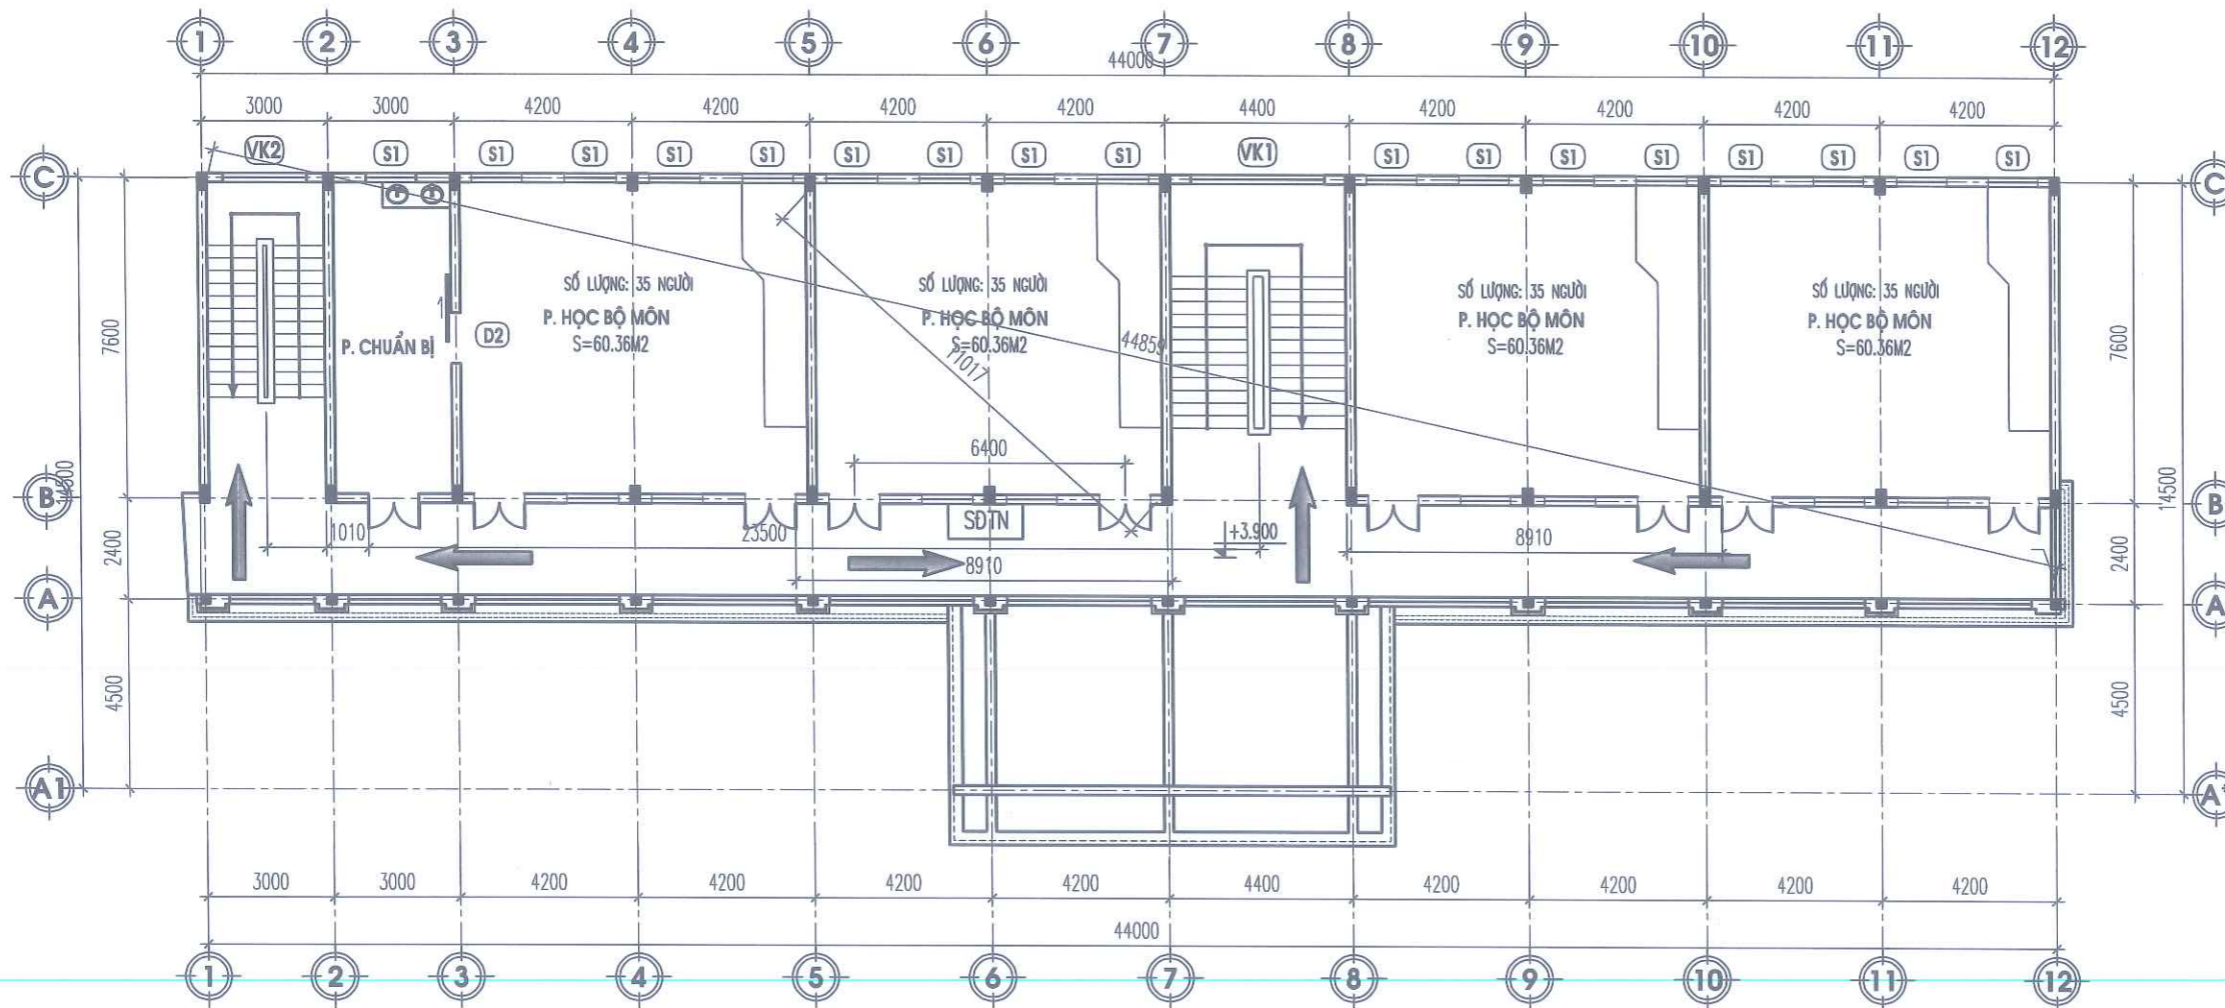 1 2 3 4 5 6 7 8 9 10 11 12
44000
3000 3000 4200 4200 4200 4200 4400 4200 4200 4200 4200
VK2 S1 S1 S1 S1 S1 S1 S1 S1 S1 VK1 S1 S1 S1 S1 S1 S1 S1 S1
C C
SỐ LƯỢNG: 35 NGƯỜI
P. HỌC BỘ MÔN
S=60.36M2
SỐ LƯỢNG: 35 NGƯỜI
P. HỌC BỘ MÔN
S=60.36M2
SỐ LƯỢNG: 35 NGƯỜI
P. HỌC BỘ MÔN
S=60.36M2
SỐ LƯỢNG: 35 NGƯỜI
P. HỌC BỘ MÔN
S=60.36M2
P. CHUẨN BỊ
1
D2
7600 7600
44859
11017
6400
14500 14500
B B
SĐTN
1010 23500 +3.900 8910
8910
2400 2400
A A
4500 4500
A1
3000 3000 4200 4200 4200 4200 4400 4200 4200 4200 4200
44000
1 2 3 4 5 6 7 8 9 10 11 12